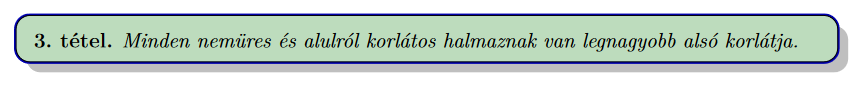 3. tétel. Minden nemüres és alulról korlátos halmaznak van legnagyobb alsó korlátja.